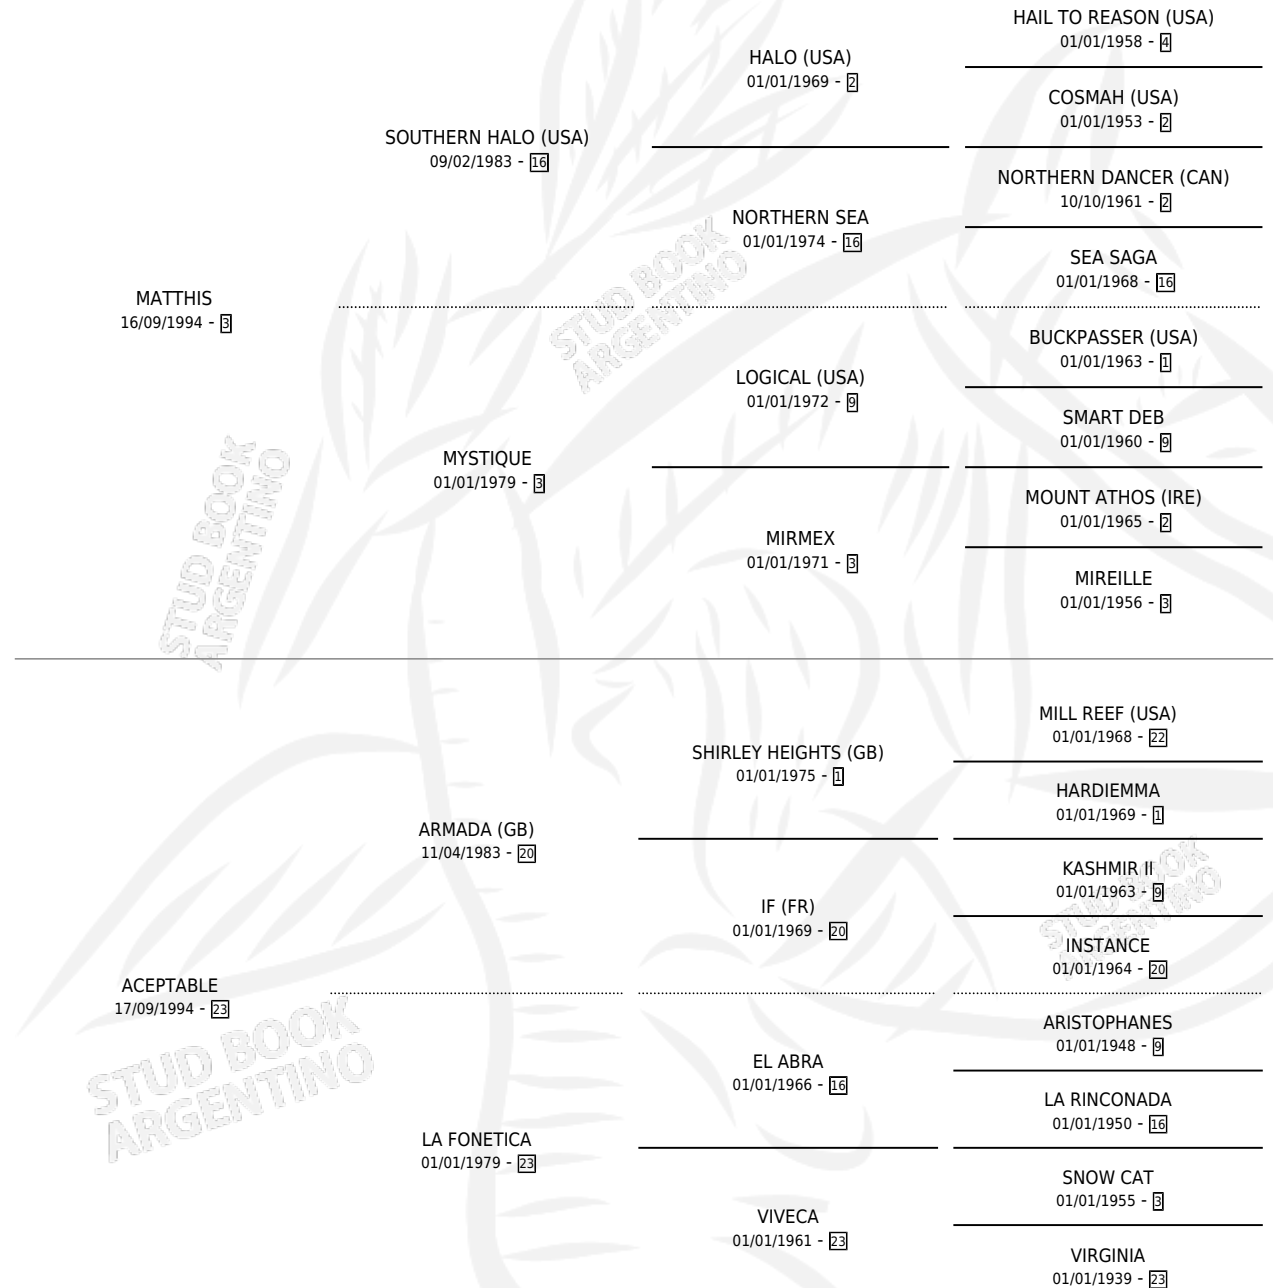 HAIL TO REASON (USA)
01/01/1958 - 4
HALO (USA)
01/01/1969 - 2
COSMAH (USA)
01/01/1953 - 2
SOUTHERN HALO (USA)
09/02/1983 - 16
NORTHERN DANCER (CAN)
10/10/1961 - 2
NORTHERN SEA
01/01/1974 - 16
SEA SAGA
01/01/1968 - 16
MATTHIS
16/09/1994 - 3
BUCKPASSER (USA)
01/01/1963 - 1
LOGICAL (USA)
01/01/1972 - 9
SMART DEB
01/01/1960 - 9
MYSTIQUE
01/01/1979 - 3
MOUNT ATHOS (IRE)
01/01/1965 - 2
MIRMEX
01/01/1971 - 3
MIREILLE
01/01/1956 - 3
MILL REEF (USA)
01/01/1968 - 22
SHIRLEY HEIGHTS (GB)
01/01/1975 - 1
HARDIEMMA
01/01/1969 - 1
ARMADA (GB)
11/04/1983 - 20
KASHMIR II
01/01/1963 - 9
IF (FR)
01/01/1969 - 20
INSTANCE
01/01/1964 - 20
ACEPTABLE
17/09/1994 - 23
ARISTOPHANES
01/01/1948 - 9
EL ABRA
01/01/1966 - 16
LA RINCONADA
01/01/1950 - 16
LA FONETICA
01/01/1979 - 23
SNOW CAT
01/01/1955 - 3
VIVECA
01/01/1961 - 23
VIRGINIA
01/01/1939 - 23
STUD BOOK
ARGENTINO
STUD BOOK
ARGENTINO
STUD BOOK
ARGENTINO
STUD BOOK
ARGENTINO